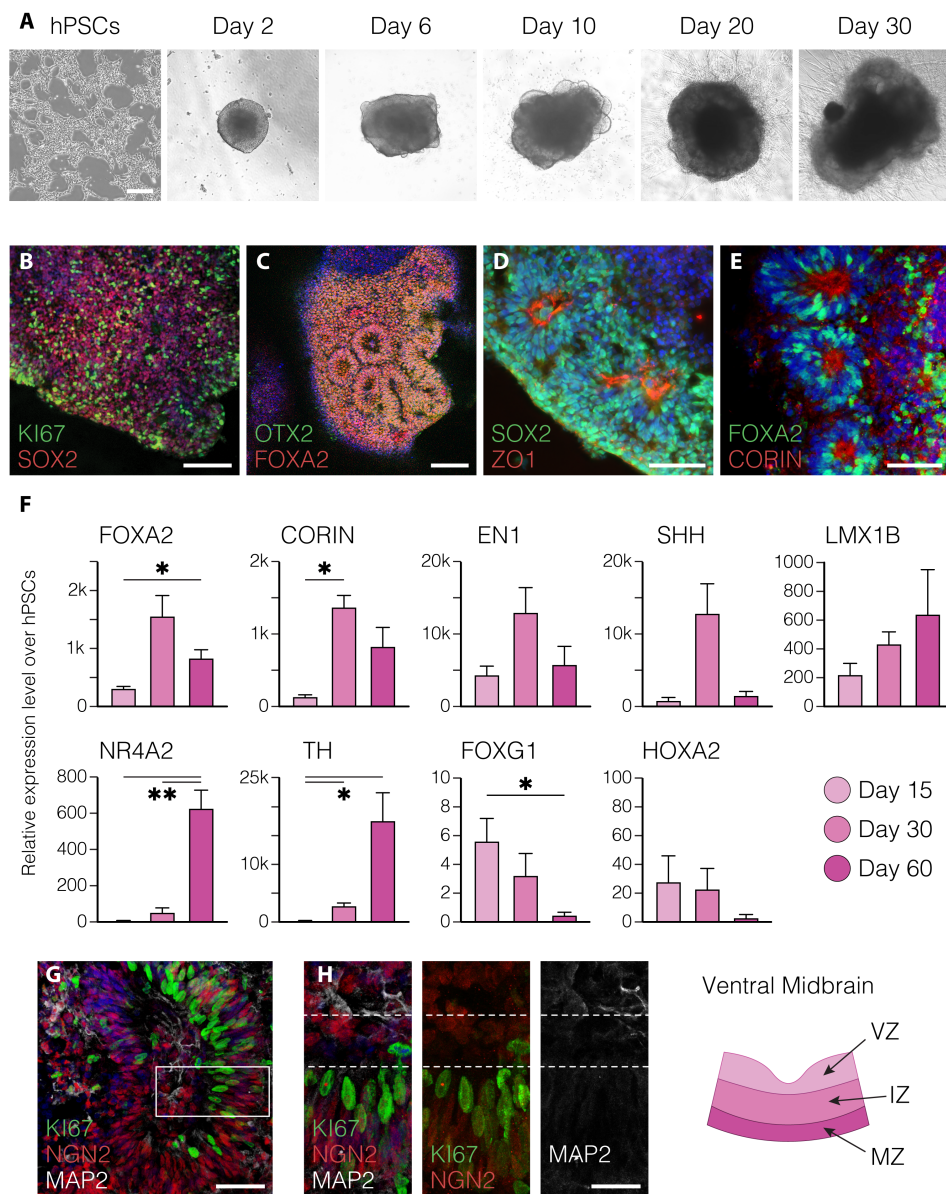 A hPSCs Day 2 Day 6 Day 10 Day 20 Day 30
B C D E
KI67 OTX2 SOX2 FOXA2
SOX2 FOXA2 ZO1 CORIN
F
Relative expression level over hPSCs
FOXA2 CORIN EN1 SHH LMX1B
2k
1k
0
*
2k
1k
0
*
20k
10k
0
20k
10k
0
1000
800
600
400
200
0
NR4A2 TH FOXG1 HOXA2
800
600
400
200
0
**
25k
10k
0
*
6
4
2
0
*
100
80
60
40
20
0
Day 15
Day 30
Day 60
G H
KI67
NGN2
MAP2
KI67
NGN2
MAP2
KI67
NGN2
MAP2
Ventral Midbrain
VZ
IZ
MZ